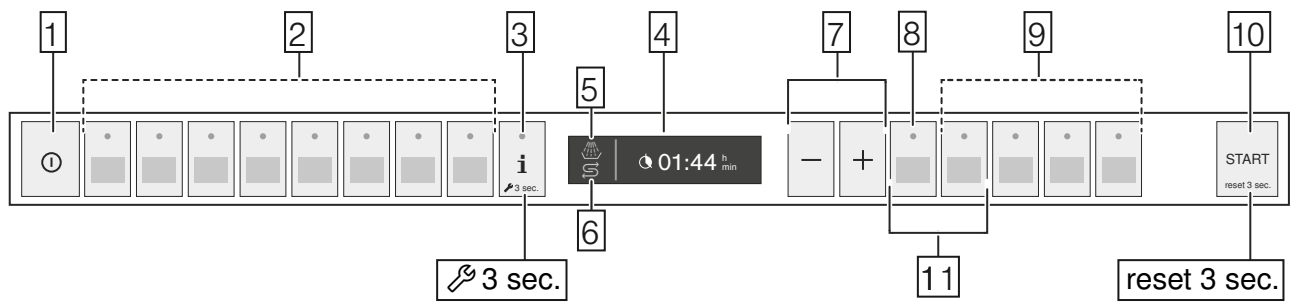 1 2 3 4 7 8 9 10
5
01:44 h min
i
3 sec.
START
reset 3 sec.
6
3 sec.
11
reset 3 sec.